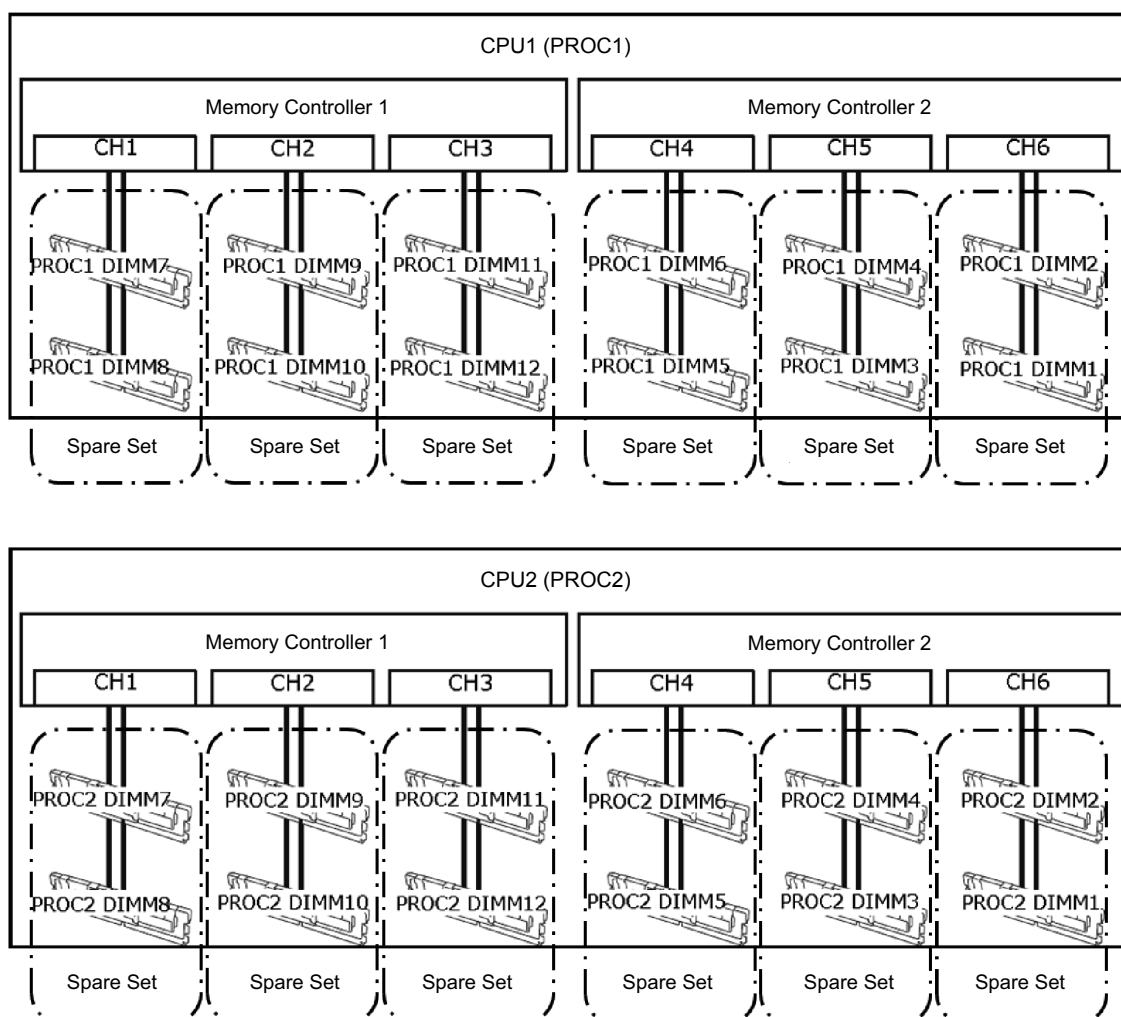 CPU1 (PROC1)
Memory Controller 1
Memory Controller 2
CH1
CH2
CH3
CH4
CH5
CH6
PROC1 DIMM7
PROC1 DIMM9
PROC1 DIMM11
PROC1 DIMM6
PROC1 DIMM4
PROC1 DIMM2
PROC1 DIMM8
PROC1 DIMM10
PROC1 DIMM12
PROC1 DIMM5
PROC1 DIMM3
PROC1 DIMM1
Spare Set
Spare Set
Spare Set
Spare Set
Spare Set
Spare Set
CPU2 (PROC2)
Memory Controller 1
Memory Controller 2
CH1
CH2
CH3
CH4
CH5
CH6
PROC2 DIMM7
PROC2 DIMM9
PROC2 DIMM11
PROC2 DIMM6
PROC2 DIMM4
PROC2 DIMM2
PROC2 DIMM8
PROC2 DIMM10
PROC2 DIMM12
PROC2 DIMM5
PROC2 DIMM3
PROC2 DIMM1
Spare Set
Spare Set
Spare Set
Spare Set
Spare Set
Spare Set